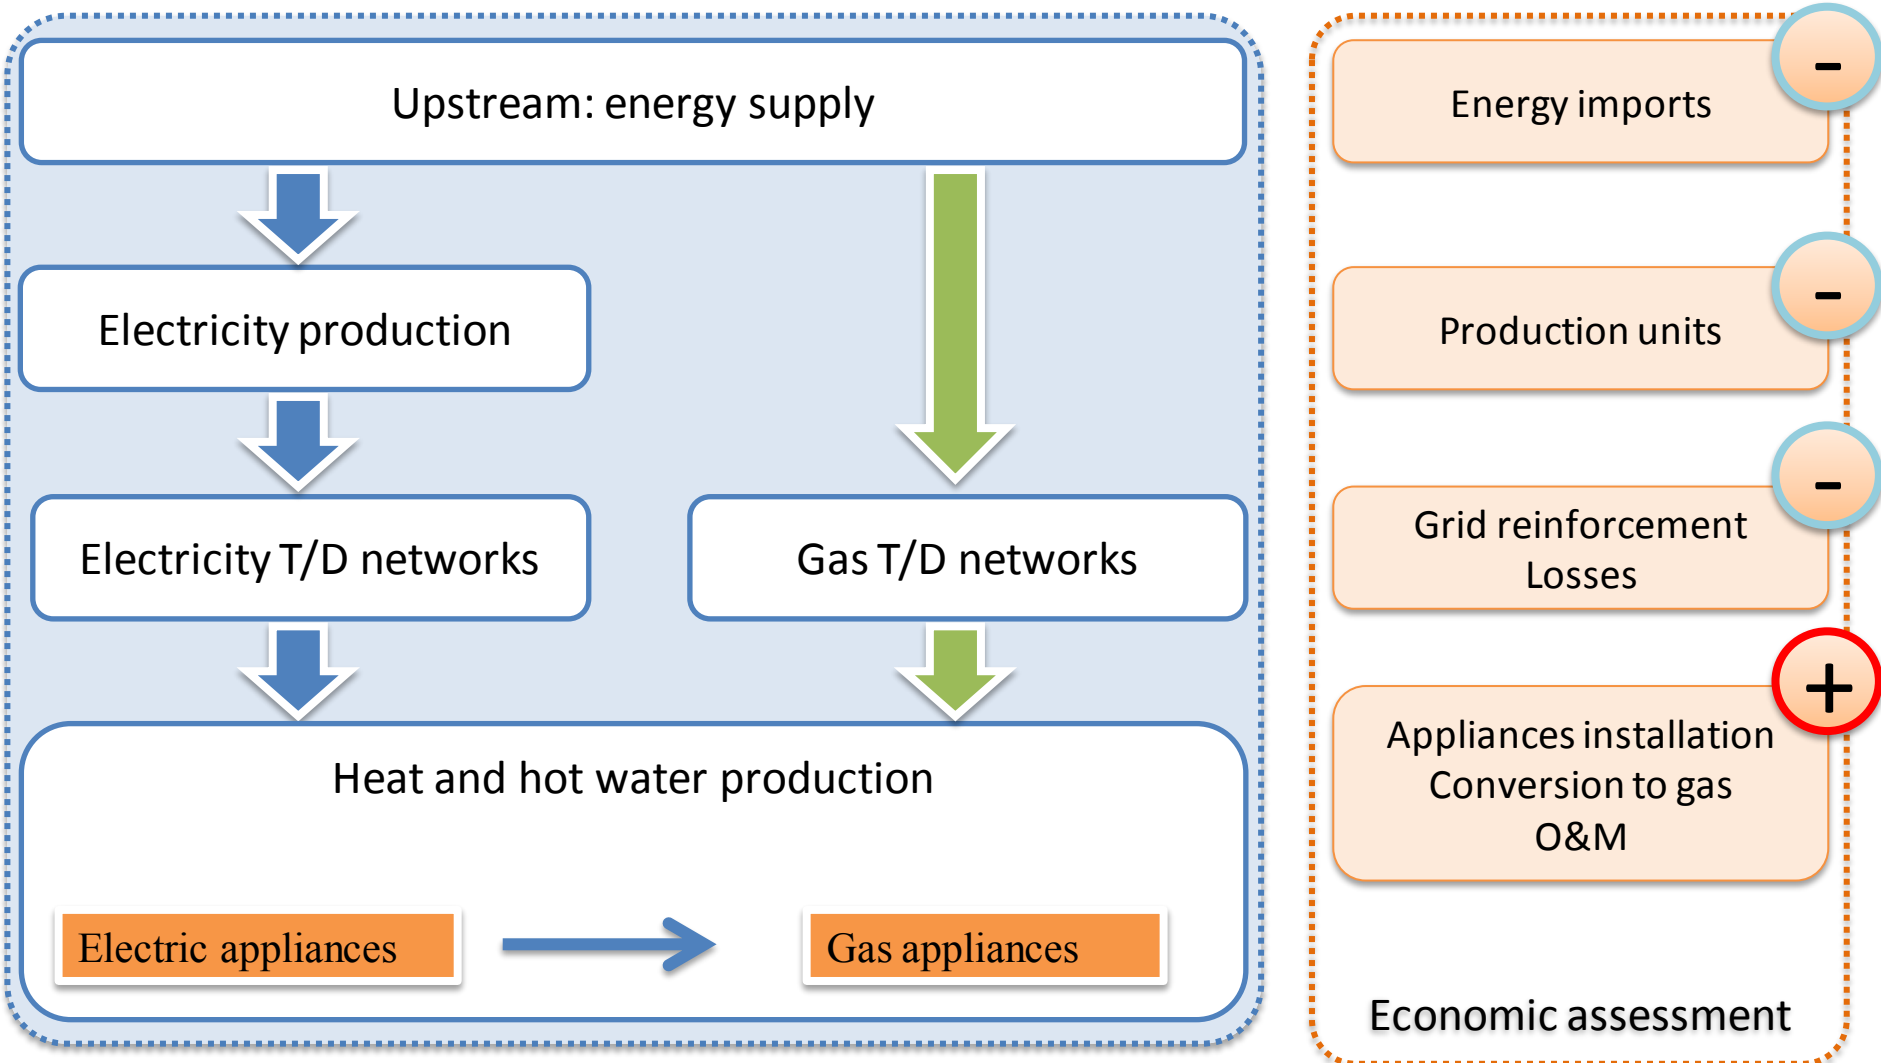 Upstream: energy supply
Electricity production
Electricity T/D networks
Gas T/D networks
Heat and hot water production
Electric appliances
Gas appliances
-
Energy imports
-
Production units
-
Grid reinforcement
Losses
+
Appliances installation
Conversion to gas
O&M
Economic assessment